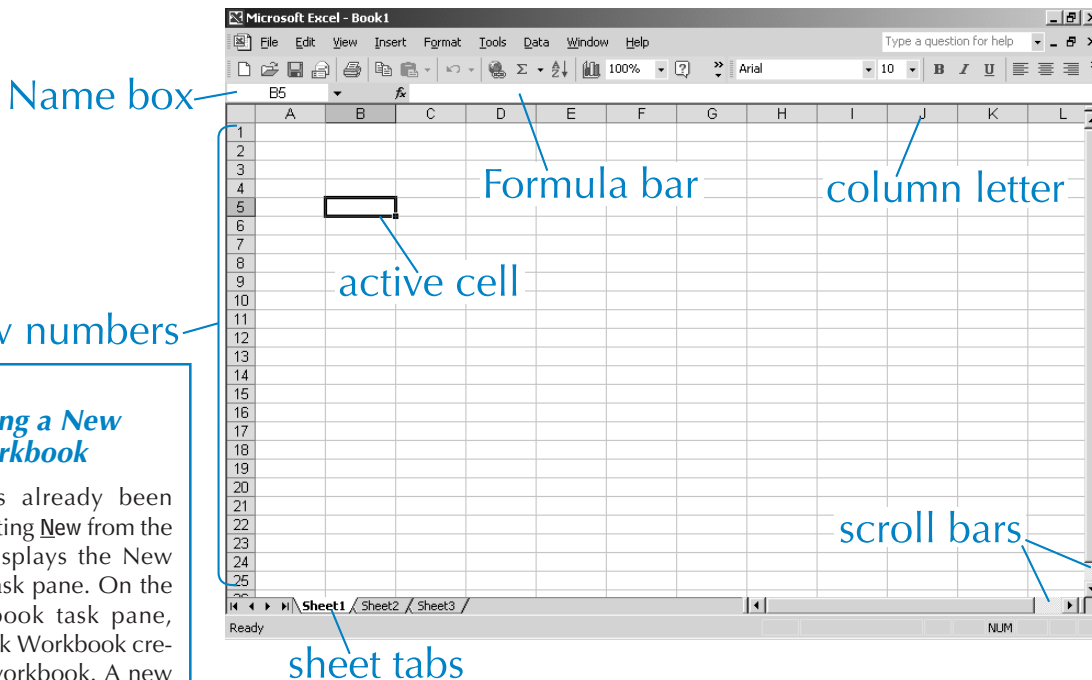 Microsoft Excel - Book1
File Edit View Insert Format Tools Data Window Help Type a question for help
Σ 100% Arial 10 B I U
Name box
B5 fx
A B C D E F G H I J K L
1
2
3
4
Formula bar
column letter
5
6
7
8
active cell
9
10
11
numbers
12
13
14
15
16
17
18
19
20
21
22
scroll bars
23
24
25
Sheet1 Sheet2 Sheet3
Ready NUM
sheet tabs
ng a New
rkbook
s already been
ting New from the
splays the New
sk pane. On the
book task pane,
k Workbook cre-
workbook. A new